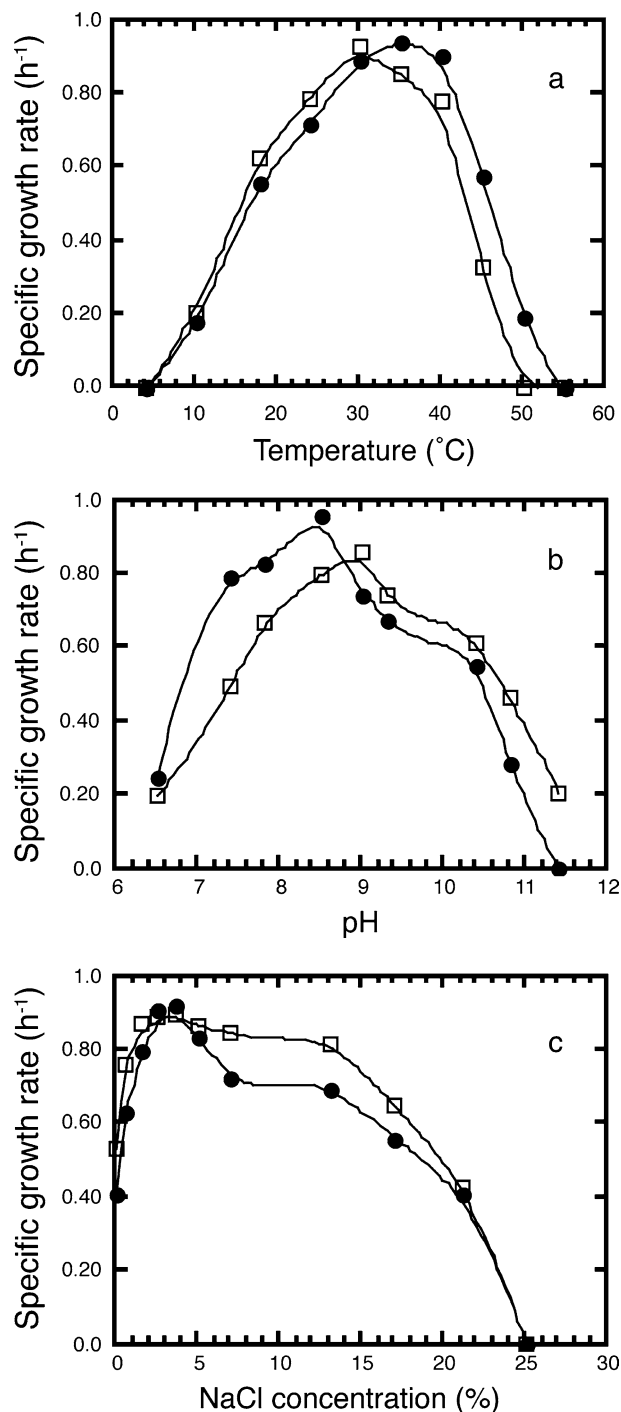 1.0
0.80
0.60
0.40
0.20
0.0
Specific growth rate (h-1)
a
0 10 20 30 40 50 60
Temperature (˚C)
1.0
0.80
0.60
0.40
0.20
0.0
Specific growth rate (h-1)
b
6 7 8 9 10 11 12
pH
1.0
0.80
0.60
0.40
0.20
0.0
Specific growth rate (h-1)
c
0 5 10 15 20 25 30
NaCl concentration (%)